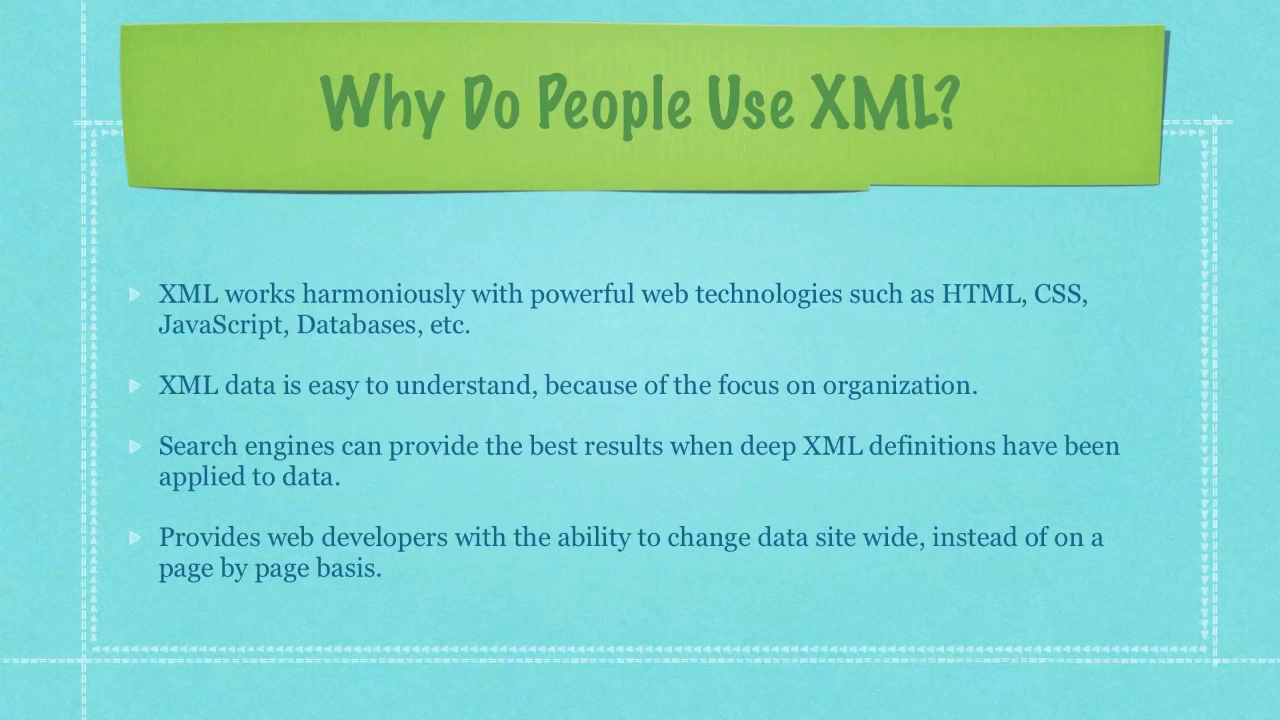 Why Do People Use XML?
XML works harmoniously with powerful web technologies such as HTML, CSS,
JavaScript, Databases, etc.
XML data is easy to understand, because of the focus on organization.
Search engines can provide the best results when deep XML definitions have been
applied to data.
Provides web developers with the ability to change data site wide, instead of on a
page by page basis.